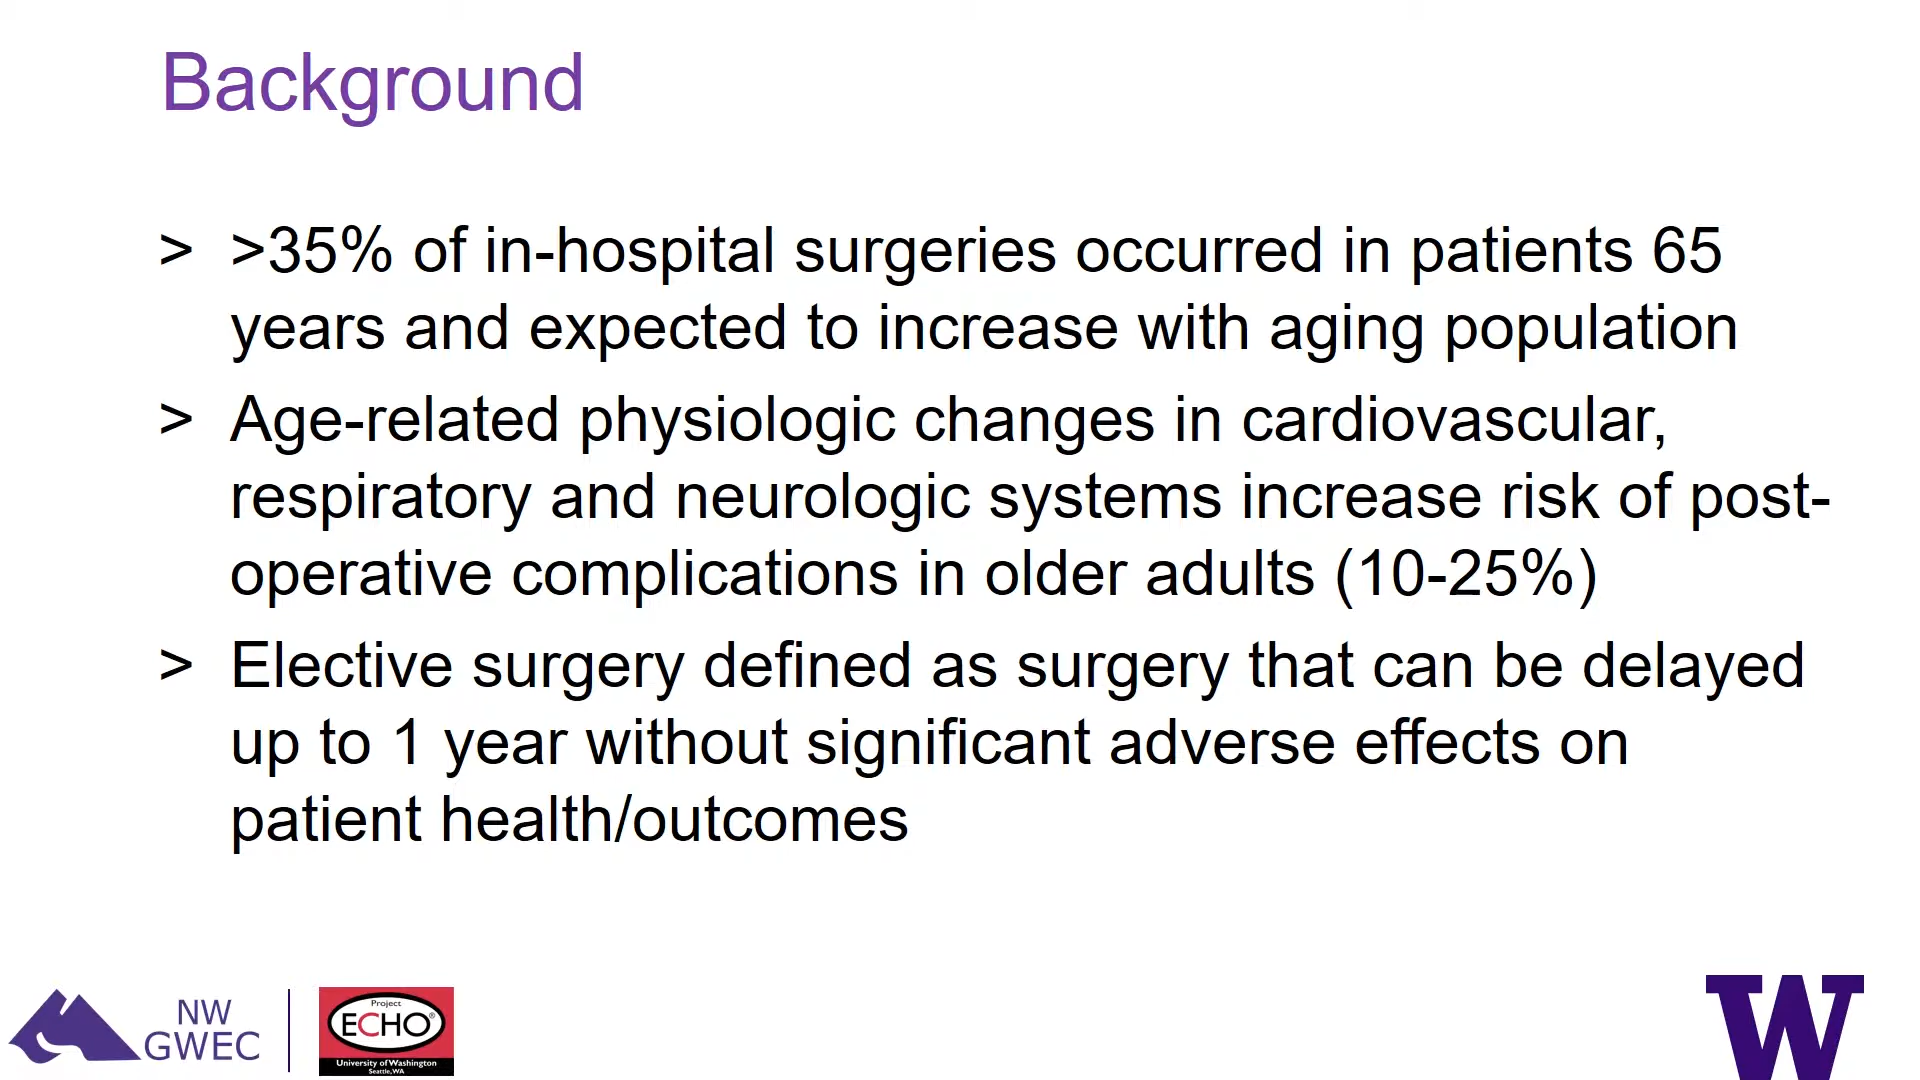 Background
> >35% of in-hospital surgeries occurred in patients 65
years and expected to increase with aging population
> Age-related physiologic changes in cardiovascular,
respiratory and neurologic systems increase risk of post-
operative complications in older adults (10-25%)
> Elective surgery defined as surgery that can be delayed
up to 1 year without significant adverse effects on
patient health/outcomes
NW
GWEC
Project
ECHO®
University of Washington
Seattle, WA
W